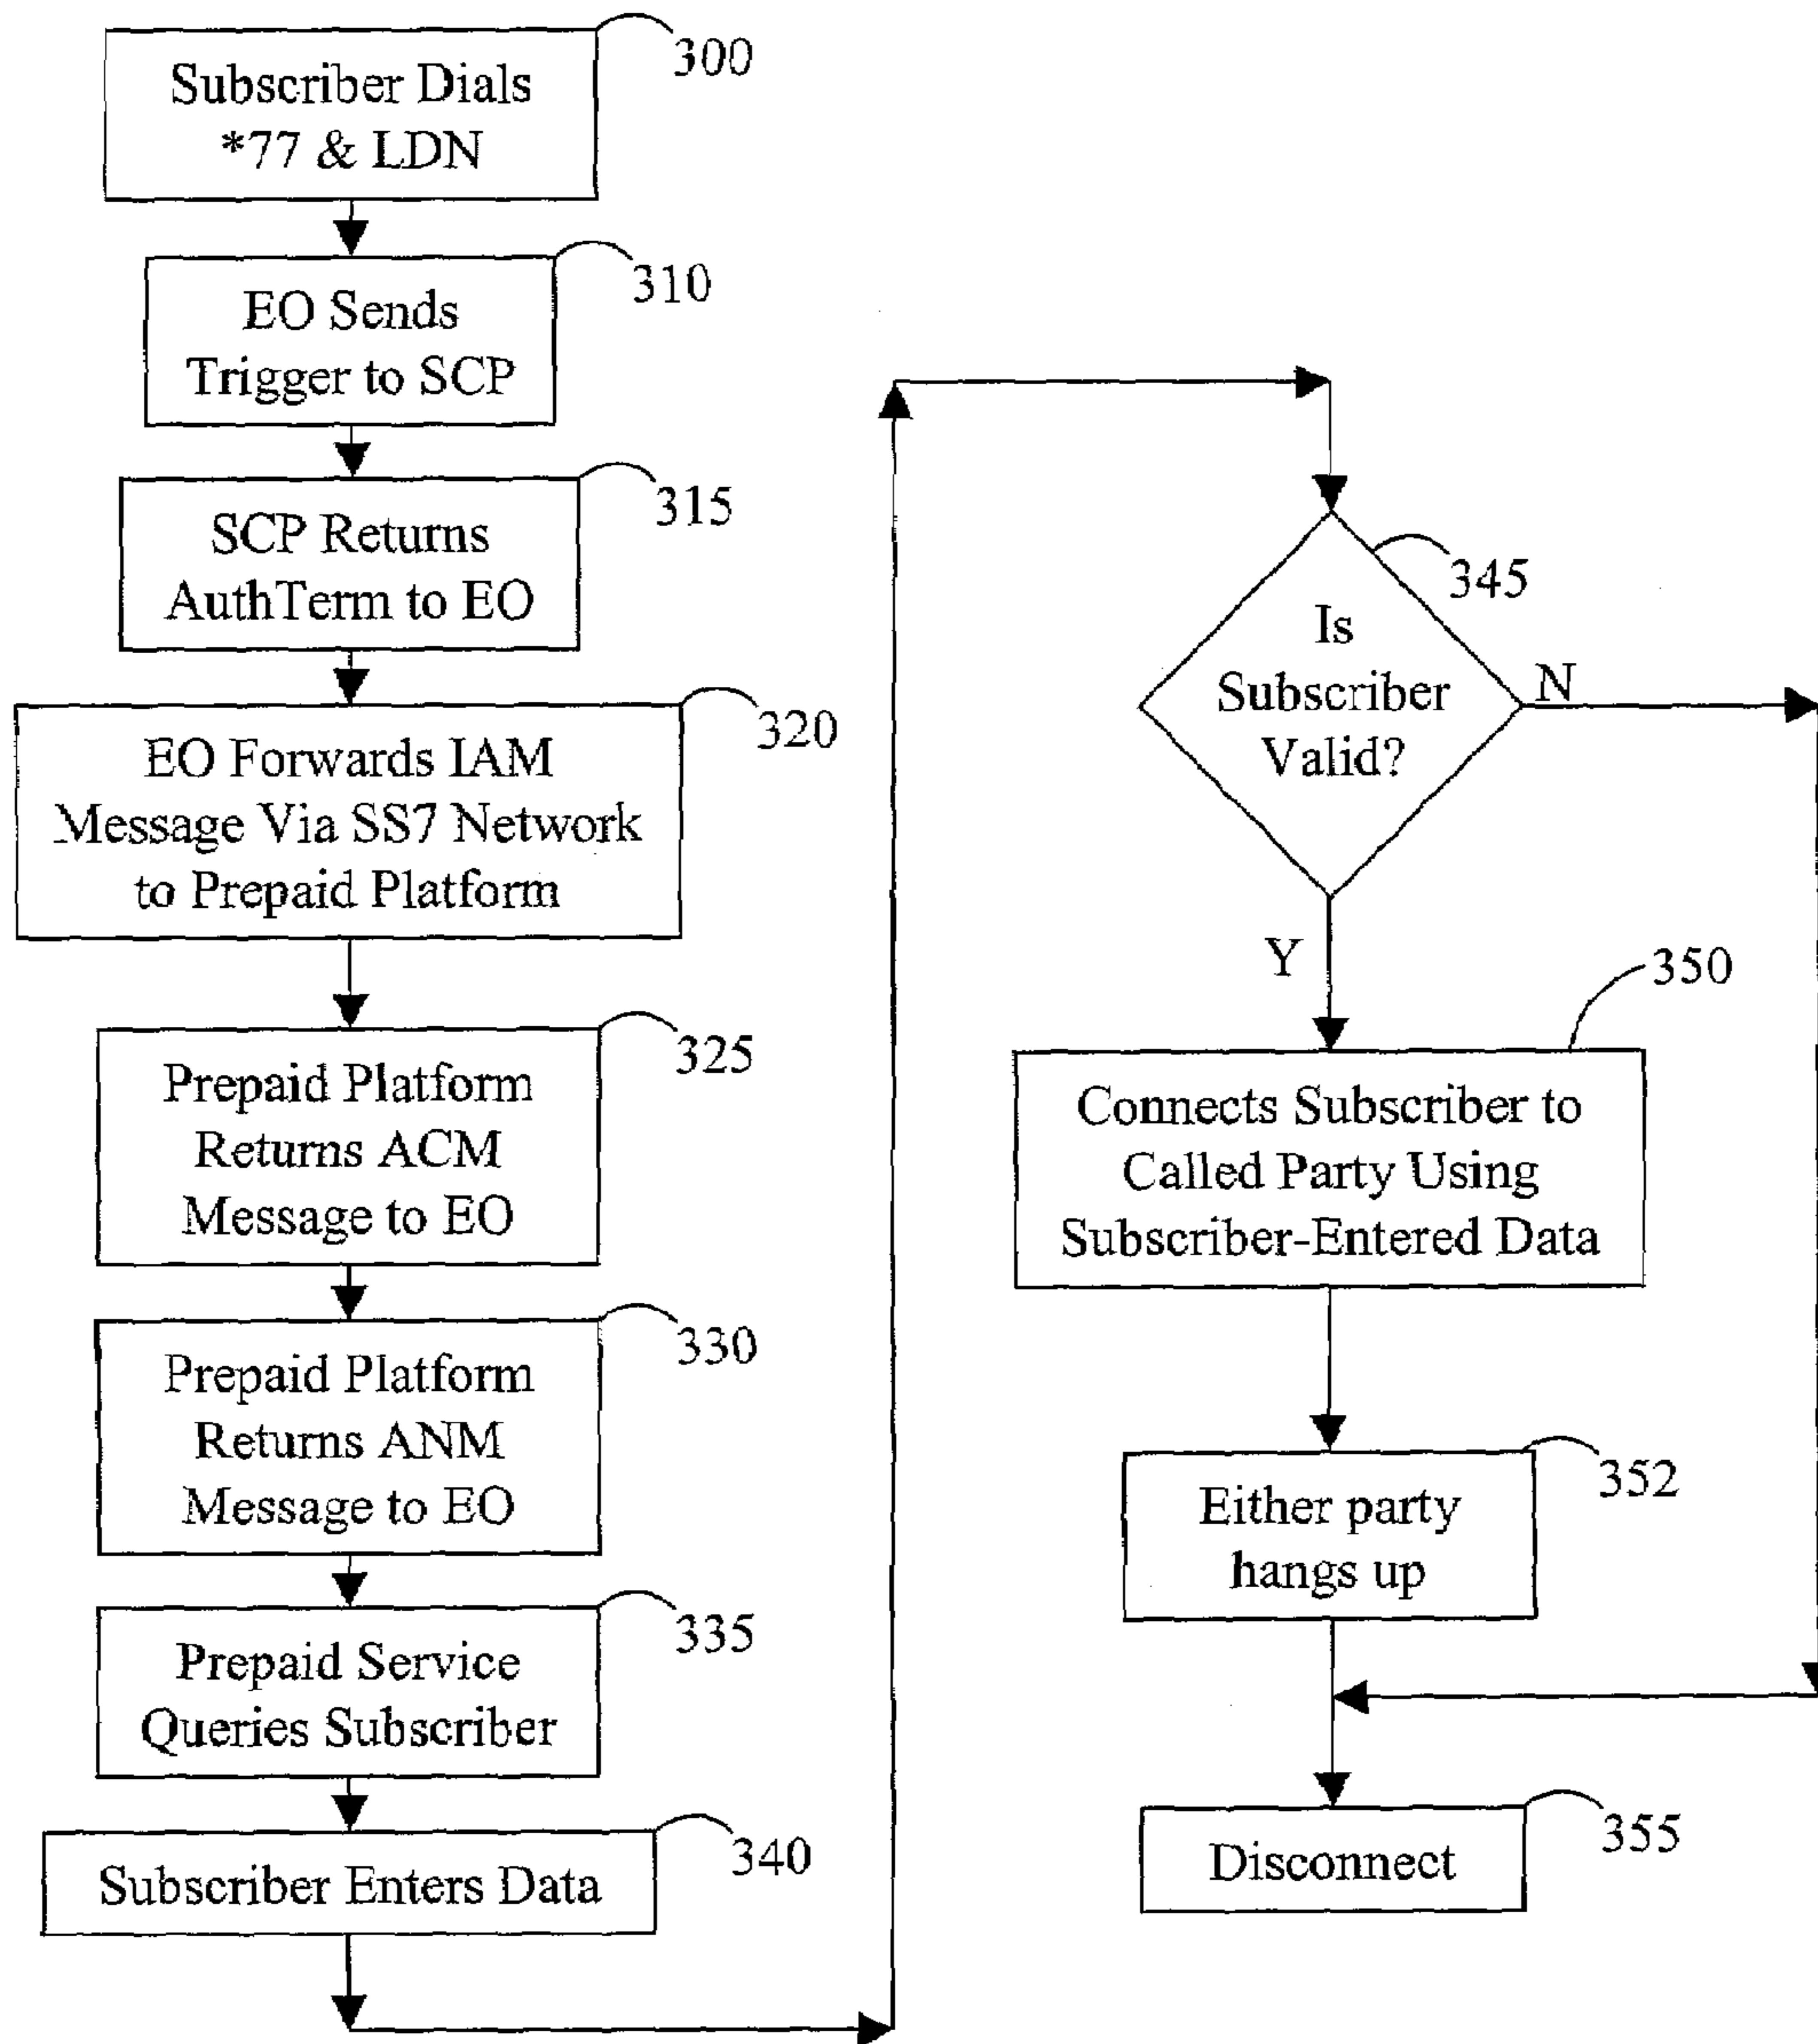 300
Subscriber Dials
*77 & LDN
310
EO Sends
Trigger to SCP
315
SCP Returns
AuthTerm to EO
320
EO Forwards IAM
Message Via SS7 Network
to Prepaid Platform
325
Prepaid Platform
Returns ACM
Message to EO
330
Prepaid Platform
Returns ANM
Message to EO
335
Prepaid Service
Queries Subscriber
340
Subscriber Enters Data
345
Is
Subscriber
Valid?
N
Y
350
Connects Subscriber to
Called Party Using
Subscriber-Entered Data
352
Either party
hangs up
355
Disconnect